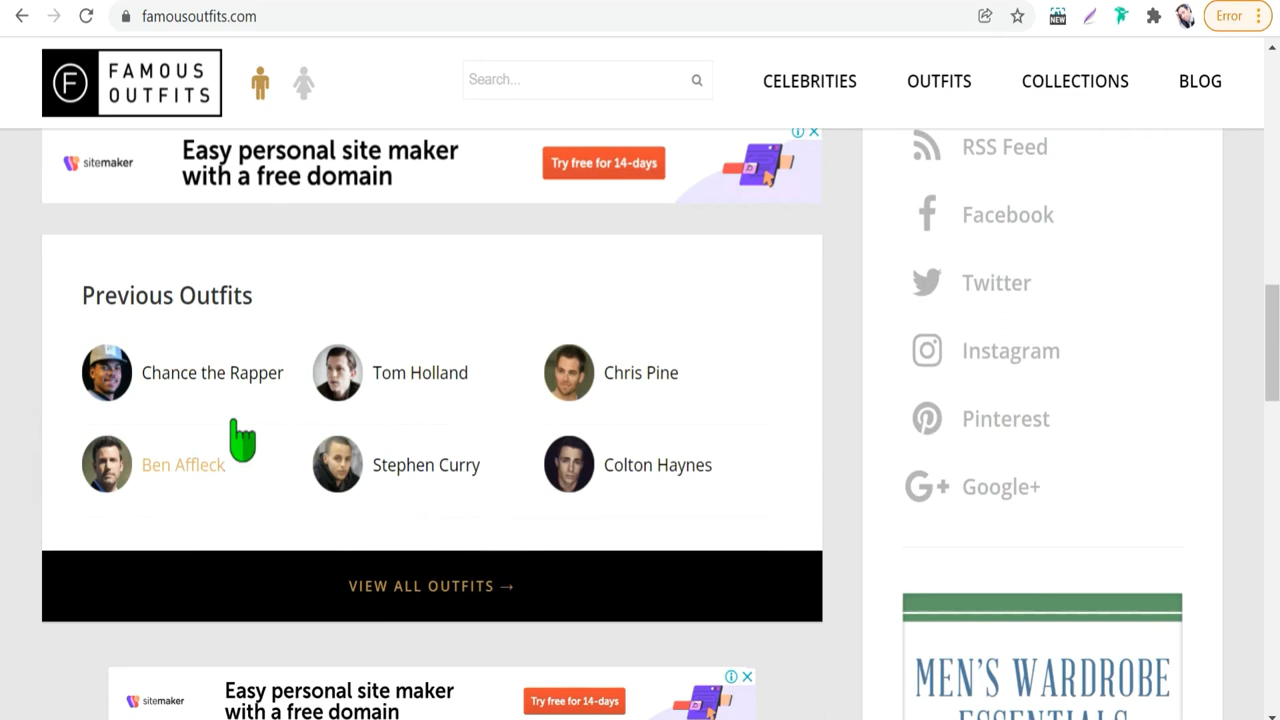 famousoutfits.com
NEW
Error
F
FAMOUS
OUTFITS
Search...
CELEBRITIES
OUTFITS
COLLECTIONS
BLOG
sitemaker
Easy personal site maker
with a free domain
Try free for 14-days
RSS Feed
Facebook
Twitter
Instagram
Pinterest
G+ Google+
Previous Outfits
Chance the Rapper
Tom Holland
Chris Pine
Ben Affleck
Stephen Curry
Colton Haynes
VIEW ALL OUTFITS →
sitemaker
Easy personal site maker
with a free domain
Try free for 14-days
MEN'S WARDROBE
ESSENTIALS